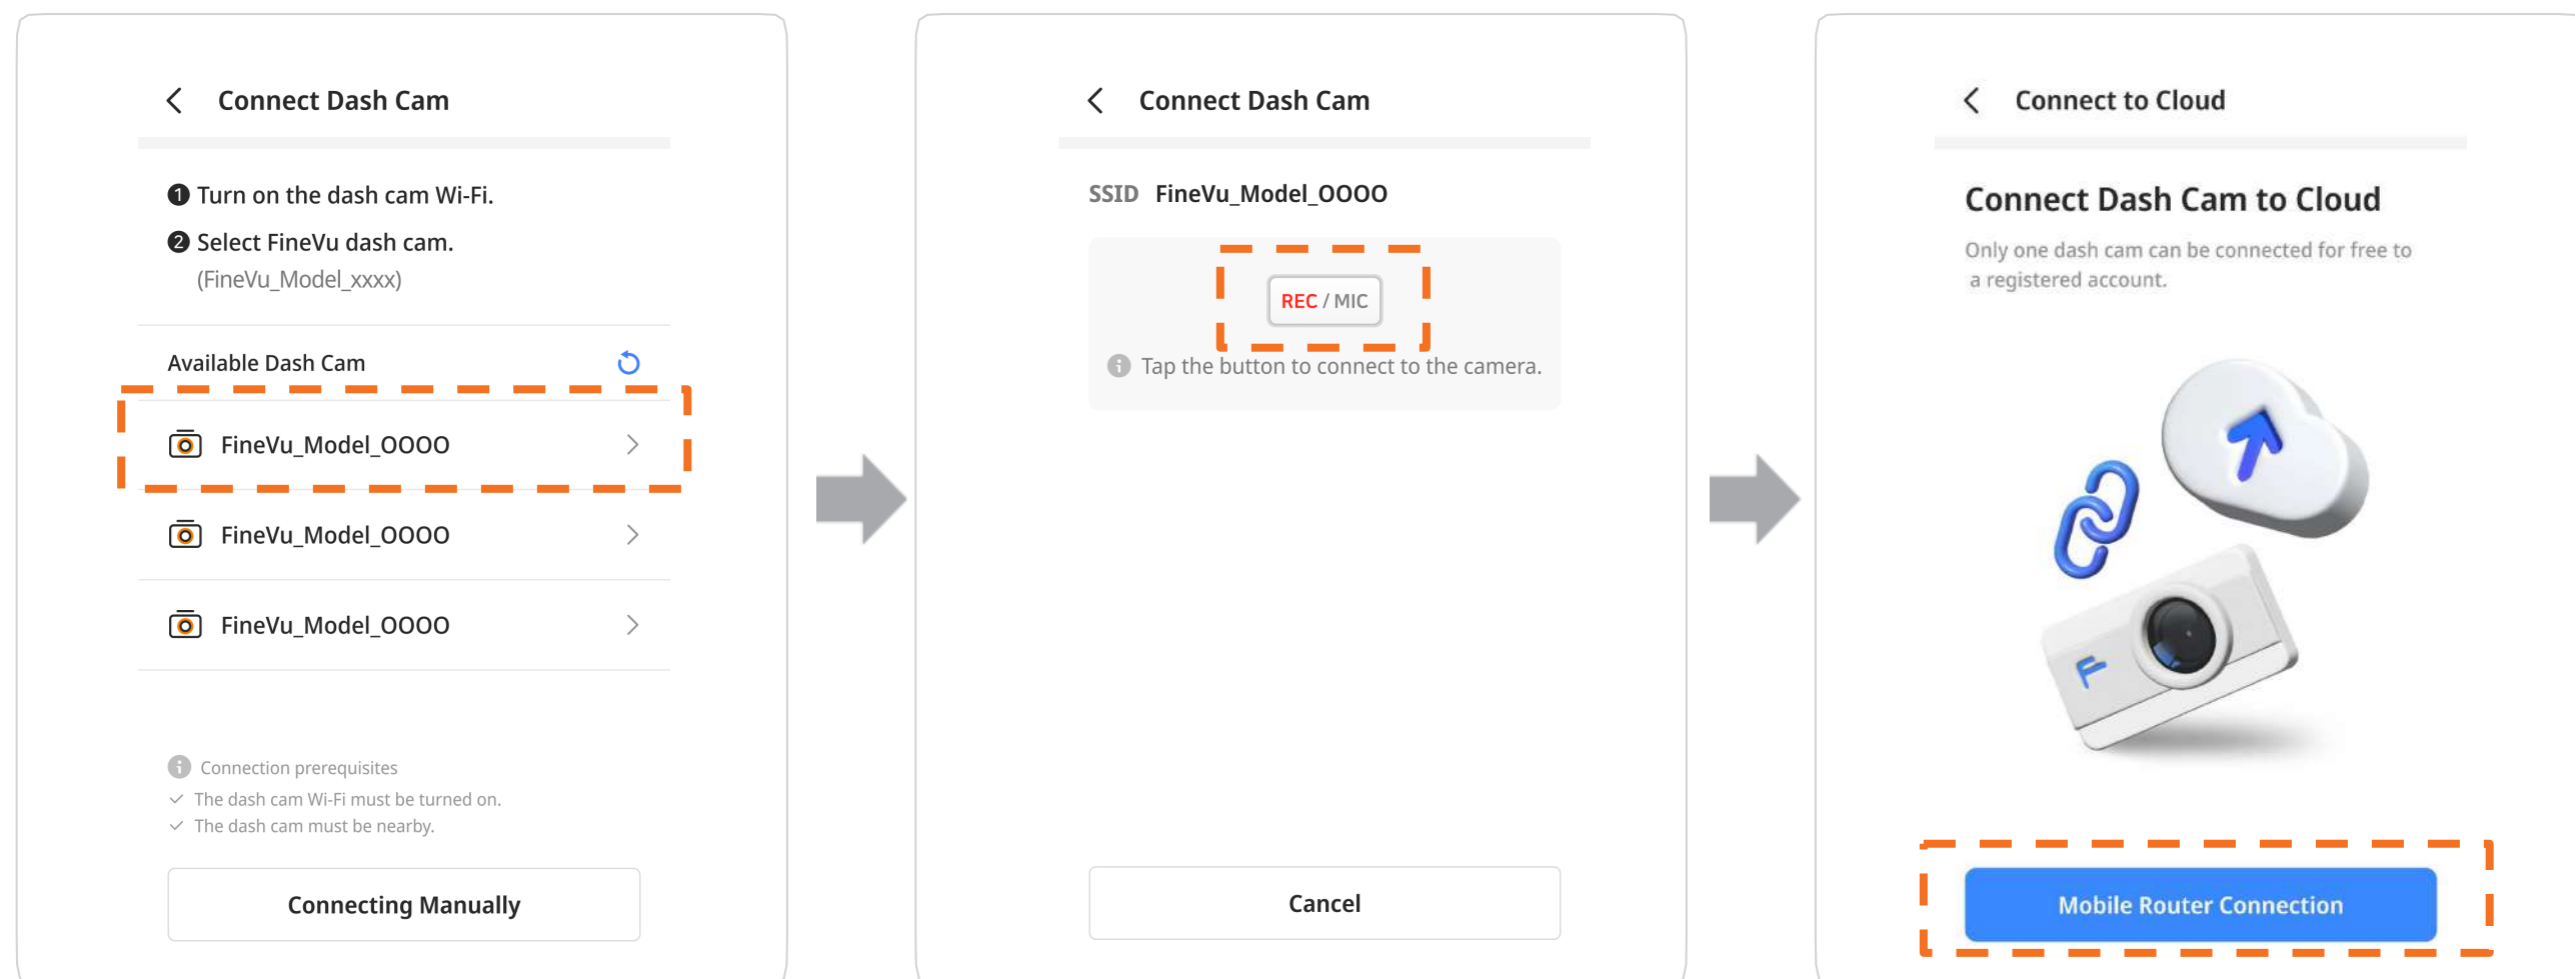 Connect Dash Cam
❶ Turn on the dash cam Wi-Fi.
❷ Select FineVu dash cam.
(FineVu_Model_xxxx)
Available Dash Cam
FineVu_Model_OOOO
FineVu_Model_OOOO
FineVu_Model_OOOO
Connection prerequisites
The dash cam Wi-Fi must be turned on.
The dash cam must be nearby.
Connecting Manually
Connect Dash Cam
SSID FineVu_Model_OOOO
REC / MIC
Tap the button to connect to the camera.
Cancel
Connect to Cloud
Connect Dash Cam to Cloud
Only one dash cam can be connected for free to
a registered account.
F
Mobile Router Connection